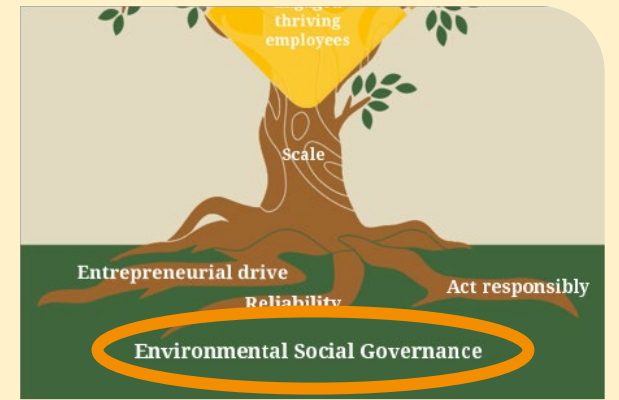 thriving
employees
Scale
Entrepreneurial drive
Act responsibly
Reliability
Environmental Social Governance